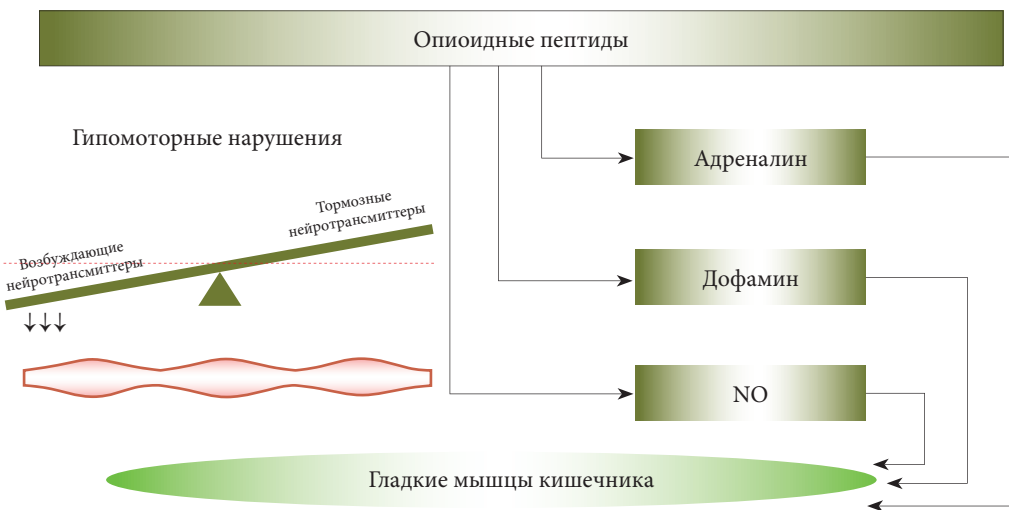 Опиоидные пептиды
Гипомоторные нарушения
Адреналин
Тормозные
нейротрансмиттеры
Возбуждающие
нейротрансмиттеры
Дофамин
NO
Гладкие мышцы кишечника